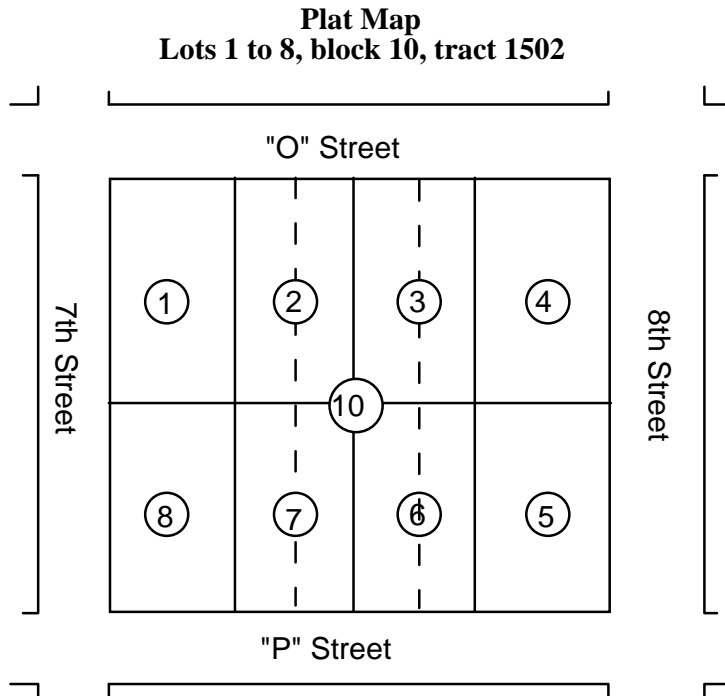 Plat Map
Lots 1 to 8, block 10, tract 1502
"O" Street
7th Street
8th Street
1
2
3
4
10
8
7
6
5
"P" Street